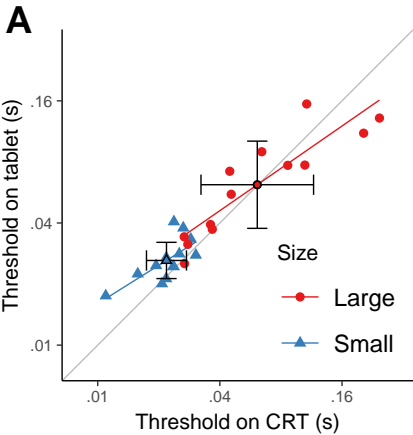 A
Threshold on tablet (s)
.16
.04
.01
Size
Large
Small
.01
.04
.16
Threshold on CRT (s)